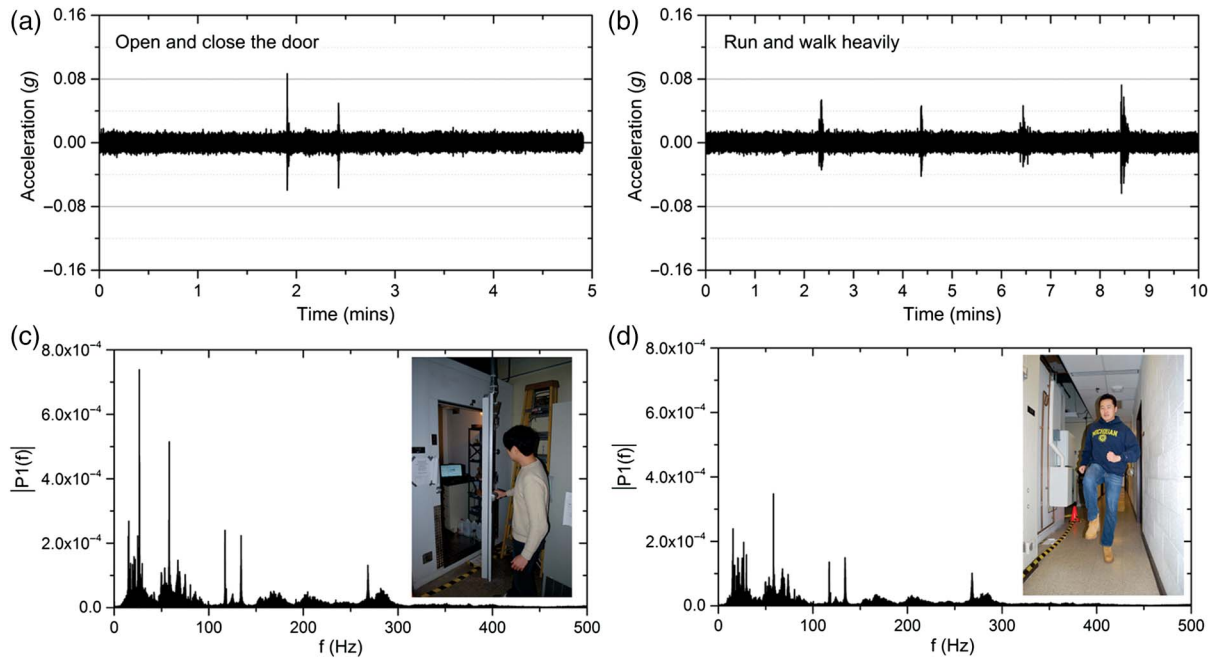 (a)
Open and close the door
Acceleration (g)
0.16
0.08
0.00
−0.08
−0.16
0 1 2 3 4 5
Time (mins)
(b)
Run and walk heavily
Acceleration (g)
0.16
0.08
0.00
−0.08
−0.16
0 1 2 3 4 5 6 7 8 9 10
Time (mins)
(c)
|P1(f)|
8.0x10⁻⁴
6.0x10⁻⁴
4.0x10⁻⁴
2.0x10⁻⁴
0.0
0 100 200 300 400 500
f (Hz)
(d)
|P1(f)|
8.0x10⁻⁴
6.0x10⁻⁴
4.0x10⁻⁴
2.0x10⁻⁴
0.0
0 100 200 300 400 500
f (Hz)
MICHIGAN